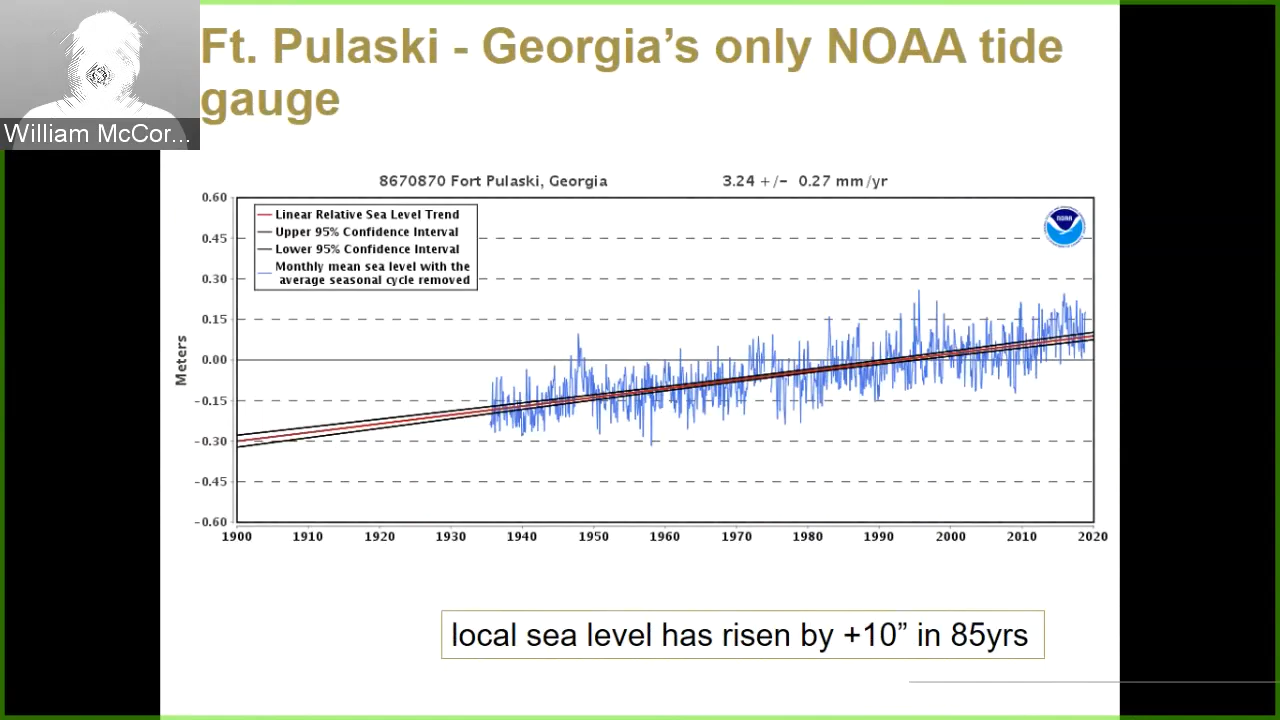 Ft. Pulaski - Georgia's only NOAA tide
gauge
William McCor...
8670870 Fort Pulaski, Georgia
3.24 +/- 0.27 mm/yr
Linear Relative Sea Level Trend
Upper 95% Confidence Interval
Lower 95% Confidence Interval
Monthly mean sea level with the
average seasonal cycle removed
NOAA
Meters
0.60
0.45
0.30
0.15
0.00
-0.15
-0.30
-0.45
-0.60
1900 1910 1920 1930 1940 1950 1960 1970 1980 1990 2000 2010 2020
local sea level has risen by +10” in 85yrs